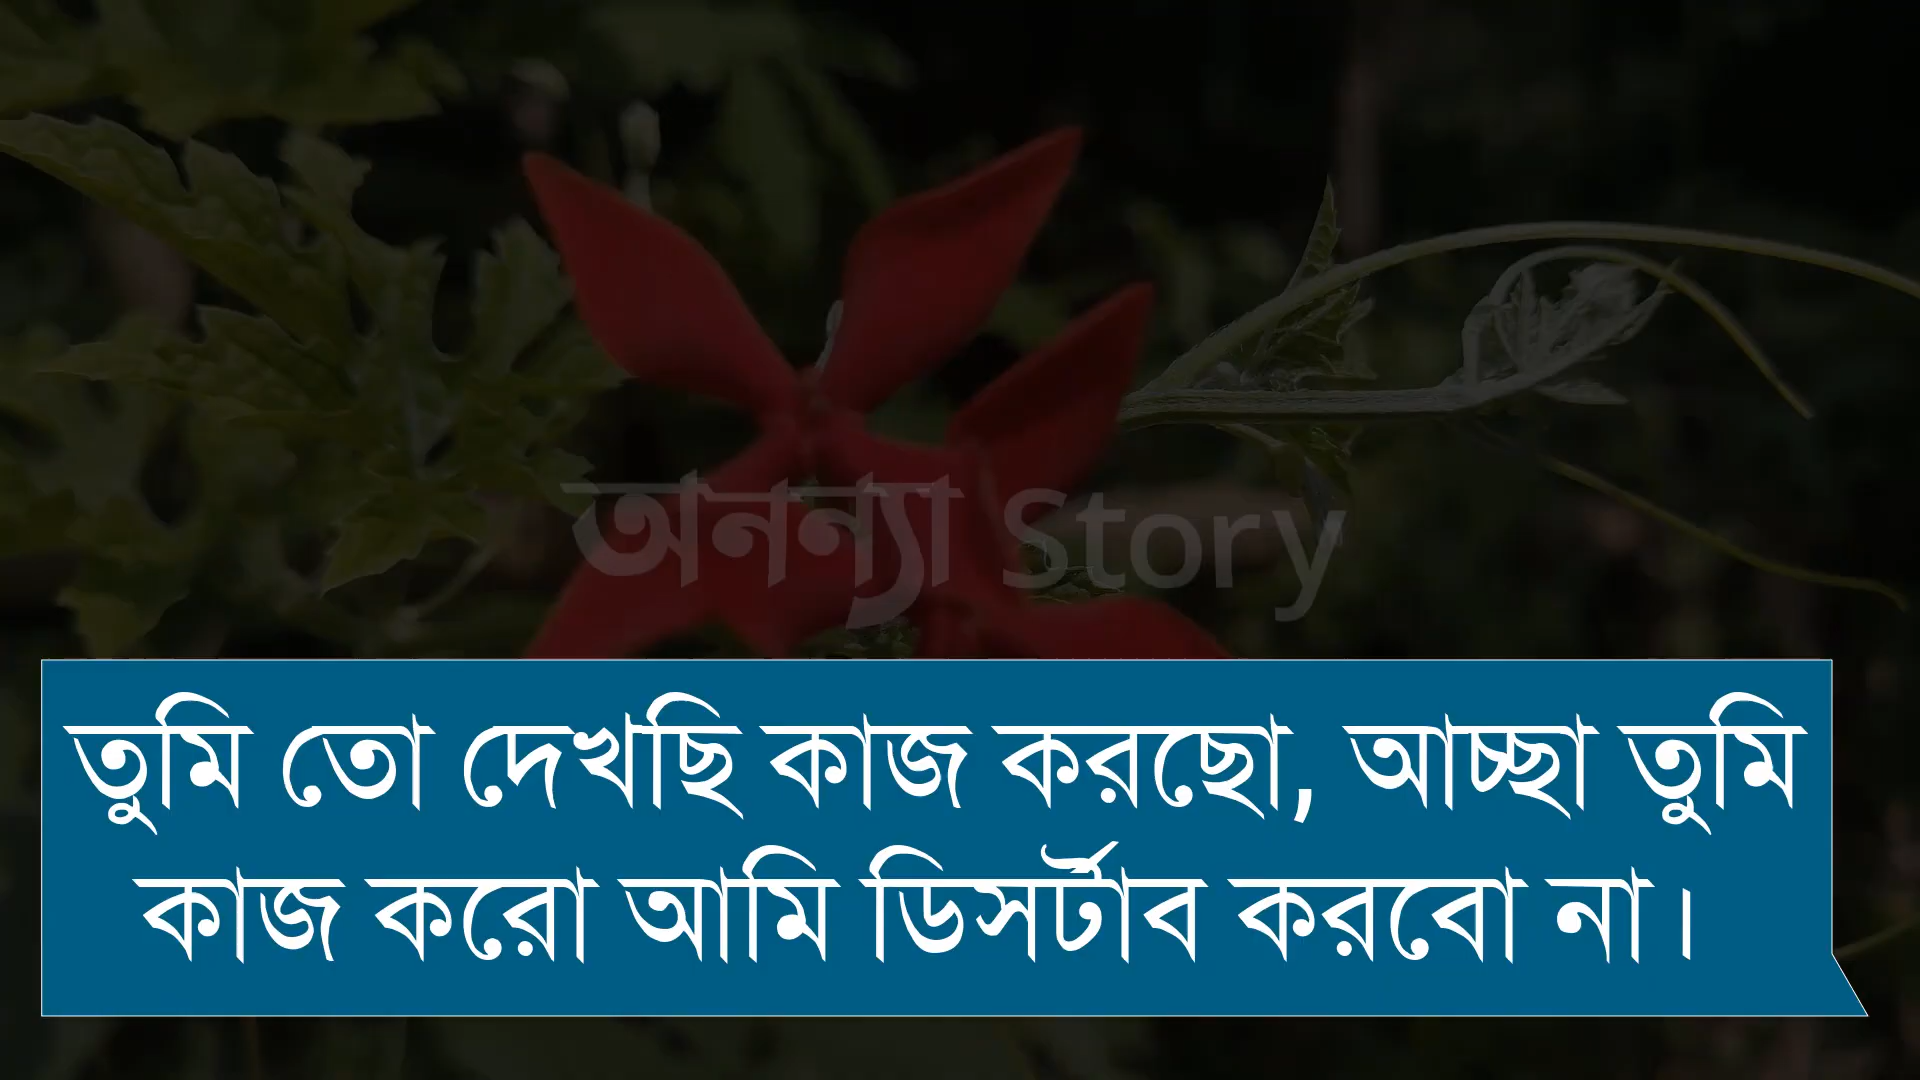 অনন্যা Story
তুমি তো দেখছি কাজ করছো, আচ্ছা তুমি
কাজ করো আমি ডিসর্টাব করবো না।